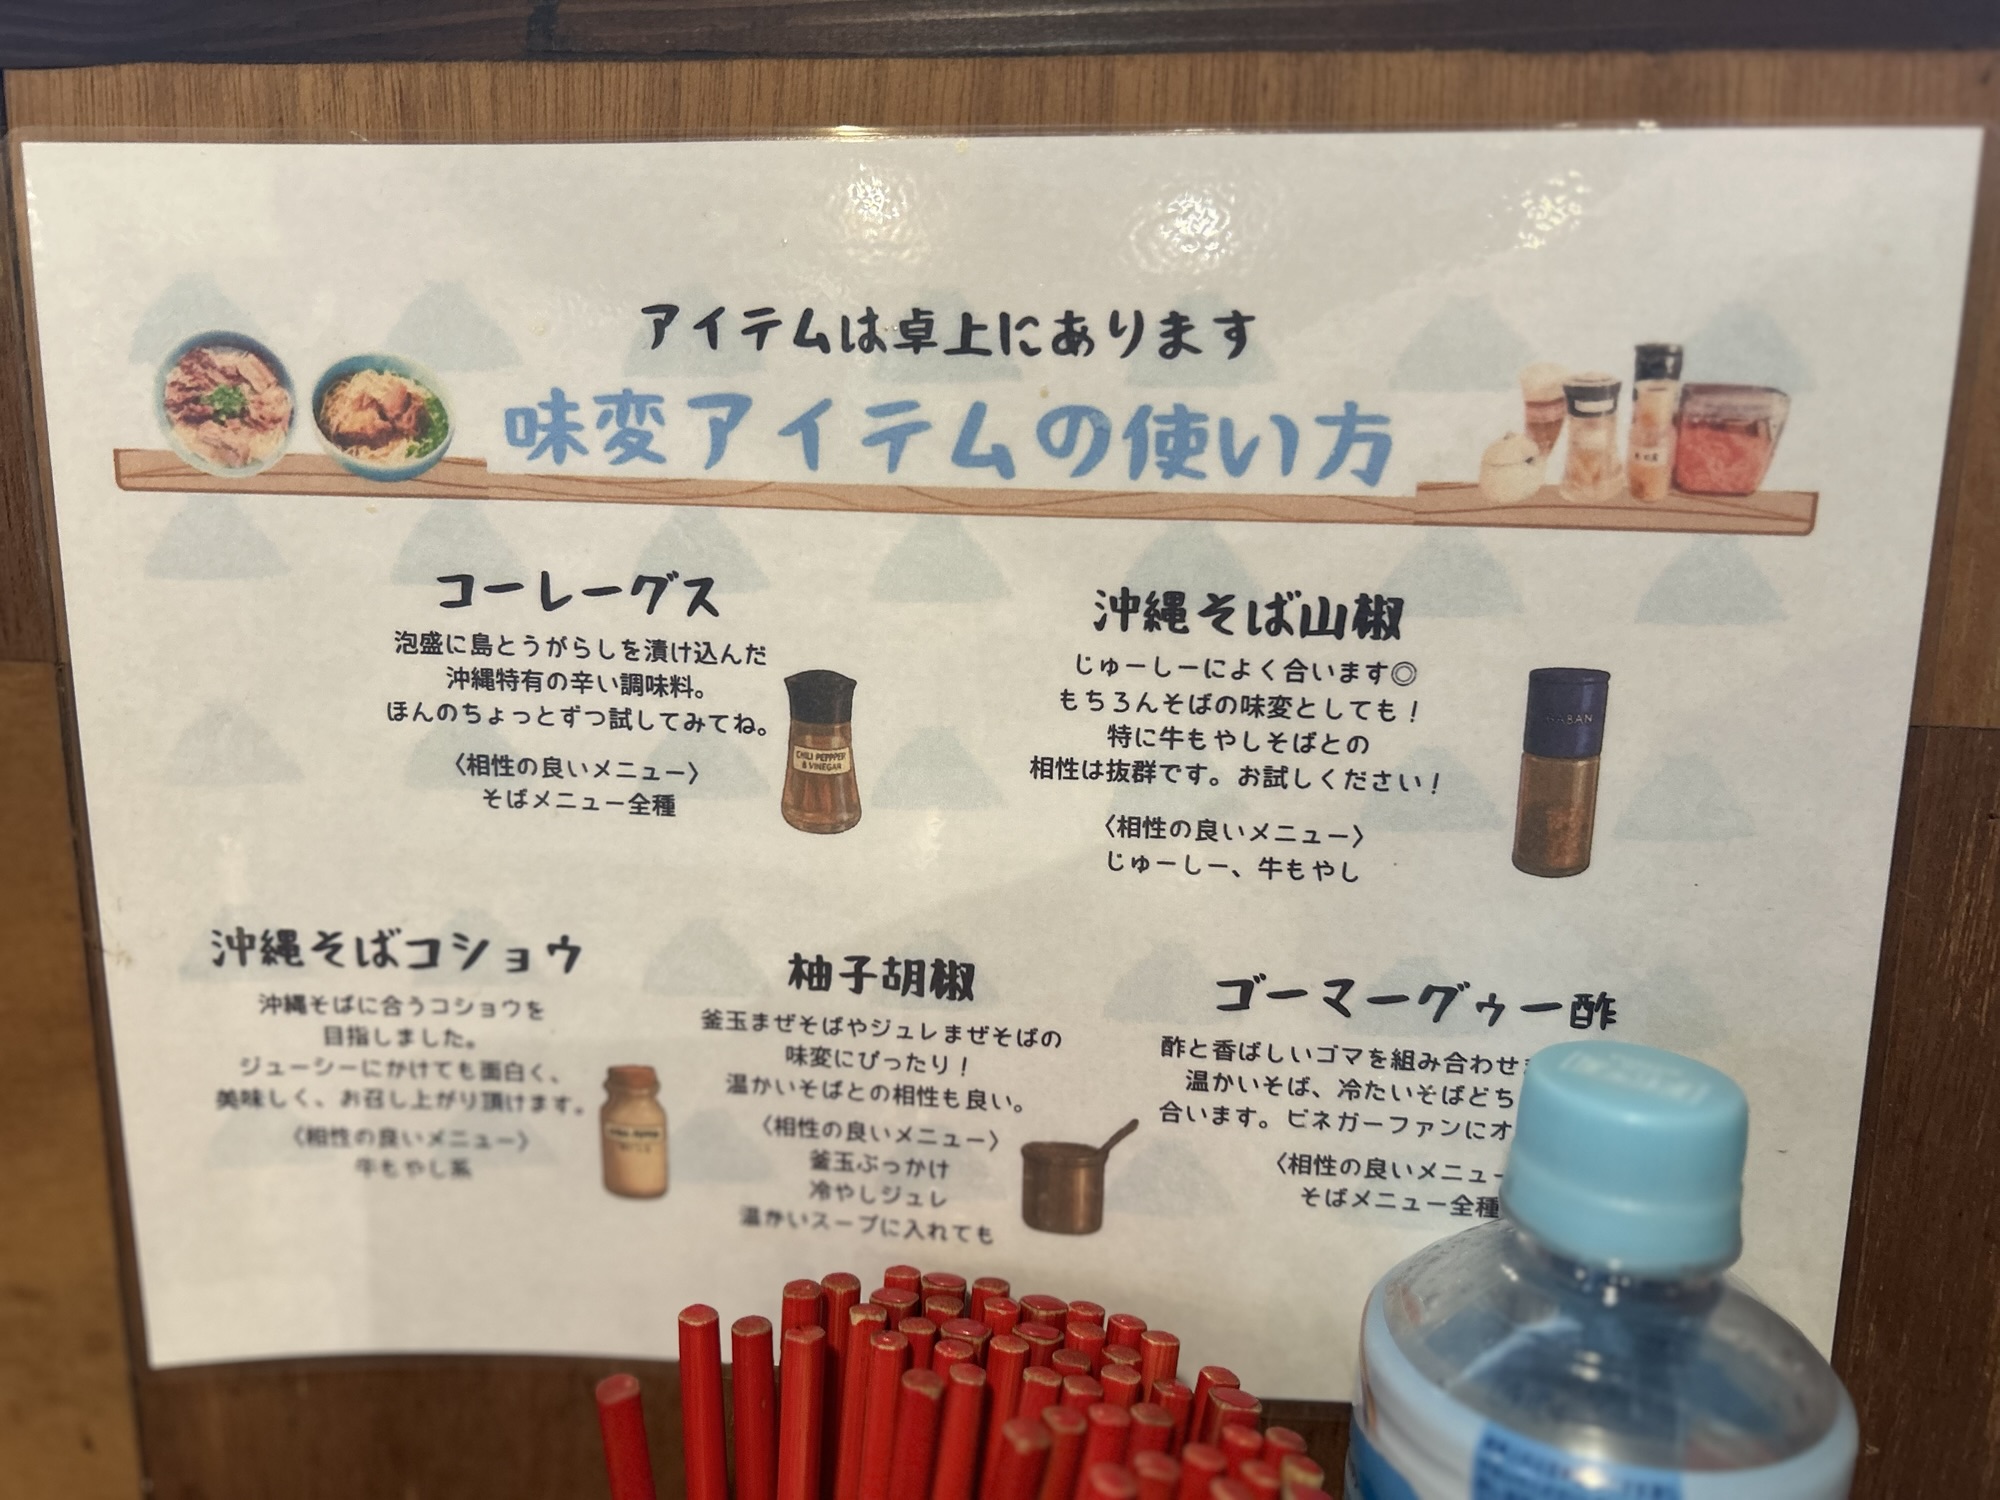 アイテムは卓上にあります
味変アイテムの使い方
コーレーグス
泡盛に島とうがらしを漬け込んだ
沖縄特有の辛い調味料。
ほんのちょっとずつ試してみてね。
〈相性の良いメニュー〉
そばメニュー全種
CHILI PEPPPER
& VINEGAR
沖縄そば山椒
じゅーしーによく合います◎
もちろんそばの味変としても！
特に牛もやしそばとの
相性は抜群です。お試しください！
〈相性の良いメニュー〉
じゅーしー、牛もやし
沖縄そばコショウ
沖縄そばに合うコショウを
目指しました。
ジューシーにかけても面白く、
美味しく、お召し上がり頂けます。
〈相性の良いメニュー〉
牛もやし系
柚子胡椒
釜玉まぜそばやジュレまぜそばの
味変にぴったり！
温かいそばとの相性も良い。
〈相性の良いメニュー〉
釜玉ぶっかけ
冷やしジュレ
温かいスープに入れても
ゴーマーグゥー酢
酢と香ばしいゴマを組み合わせ
温かいそば、冷たいそばどち
合います。ビネガーファンにオ
〈相性の良いメニュー
そばメニュー全種